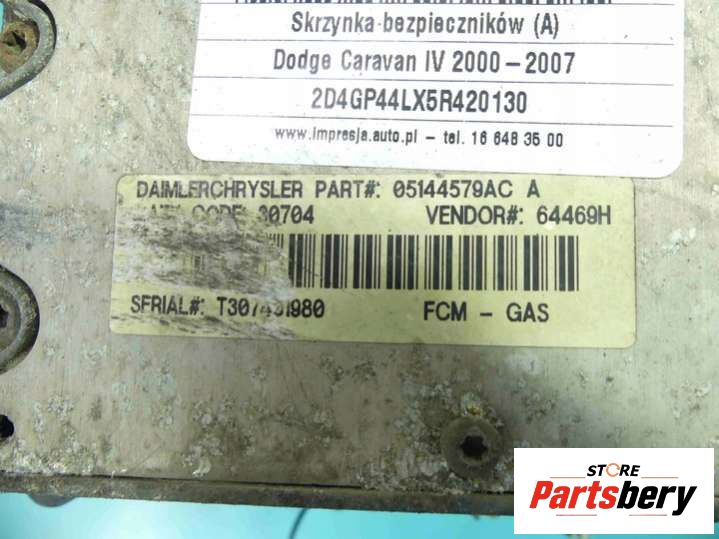 Skrzynka bezpieczników (A)
Dodge Caravan IV 2000-2007
2D4GP44LX5R420130
www.impresja.auto.pl - tel. 16 648 35 00
DAIMLERCHRYSLER PART#: 05144579AC A
CODE: 30704 VENDOR#: 64469H
SERIAL#: FCM - GAS
STORE
Partsbery